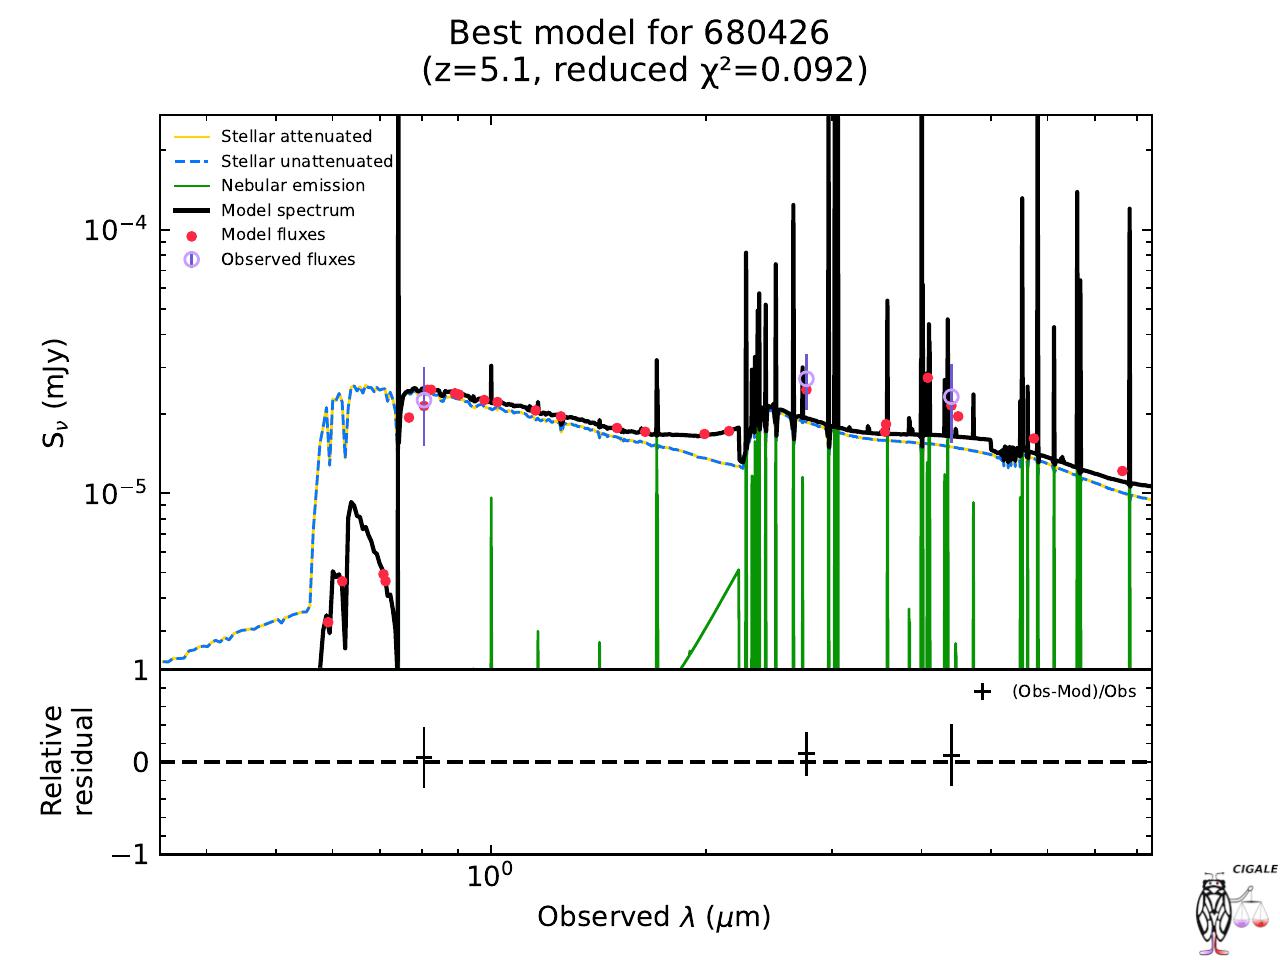 Best model for 680426
(z=5.1, reduced χ²=0.092)
Stellar attenuated
Stellar unattenuated
Nebular emission
Model spectrum
Model fluxes
Observed fluxes
10⁻⁴
10⁻⁵
S𝜈 (mJy)
1
0
−1
Relative
residual
(Obs-Mod)/Obs
10⁰
Observed λ (μm)
CIGALE